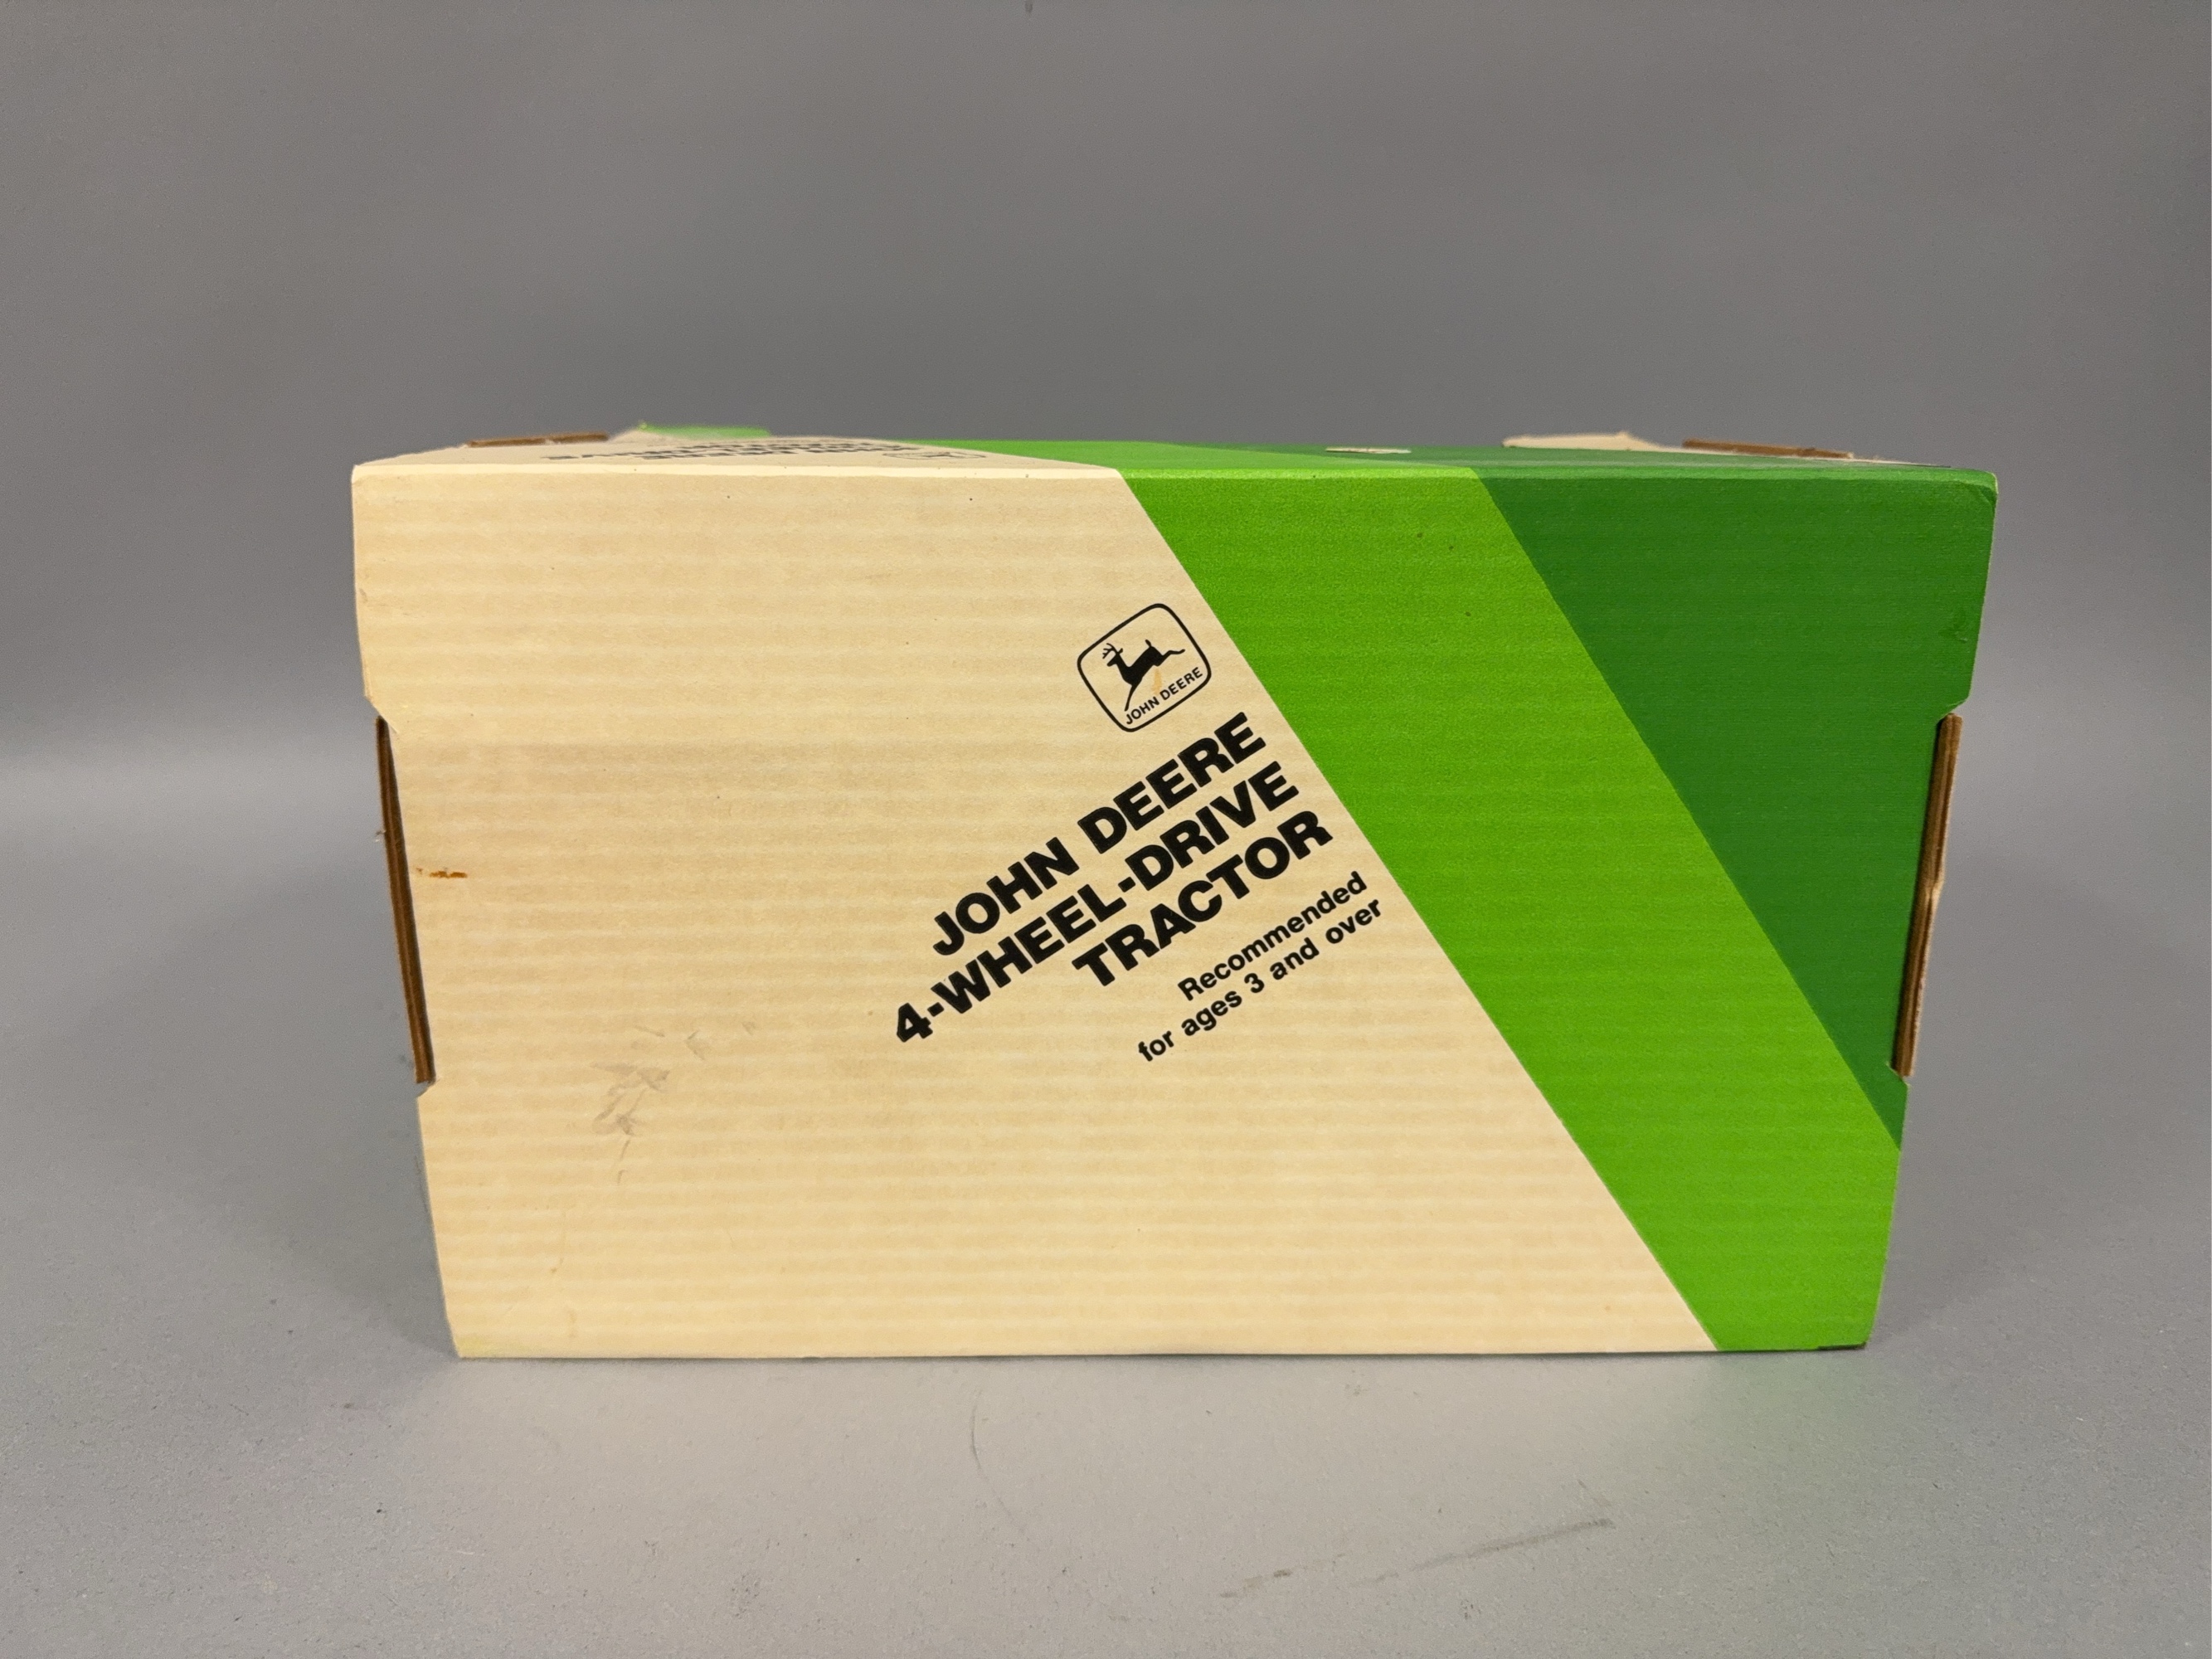 JOHN DEERE
JOHN DEERE
4-WHEEL-DRIVE
TRACTOR
Recommended
for ages 3 and over